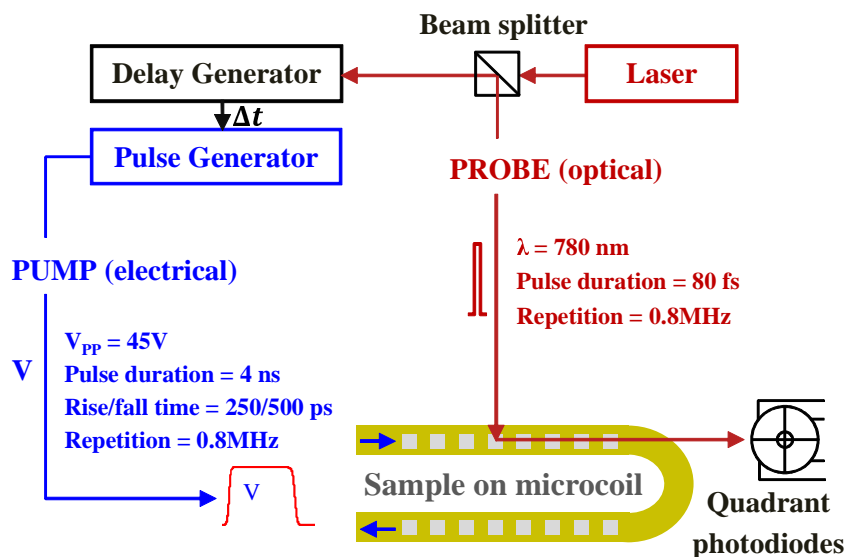 Beam splitter
Delay Generator
Laser
Δt
Pulse Generator
PROBE (optical)
λ = 780 nm
Pulse duration = 80 fs
Repetition = 0.8MHz
PUMP (electrical)
V
V_PP = 45V
Pulse duration = 4 ns
Rise/fall time = 250/500 ps
Repetition = 0.8MHz
V
Sample on microcoil
Quadrant
photodiodes